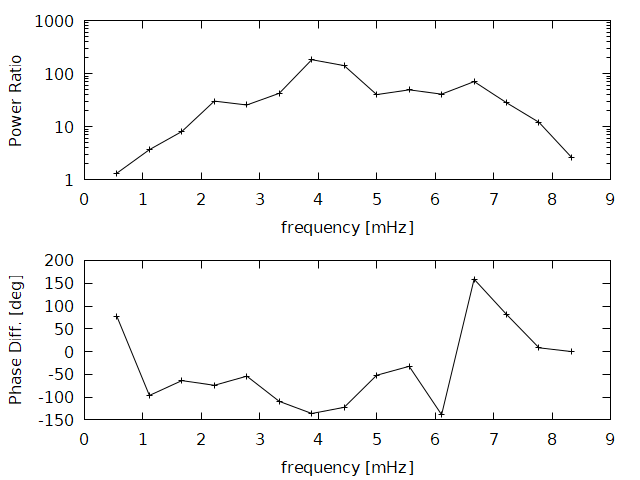 1000
100
10
1
Power Ratio
0 1 2 3 4 5 6 7 8 9
frequency [mHz]
200
150
100
50
0
-50
-100
-150
Phase Diff. [deg]
0 1 2 3 4 5 6 7 8 9
frequency [mHz]